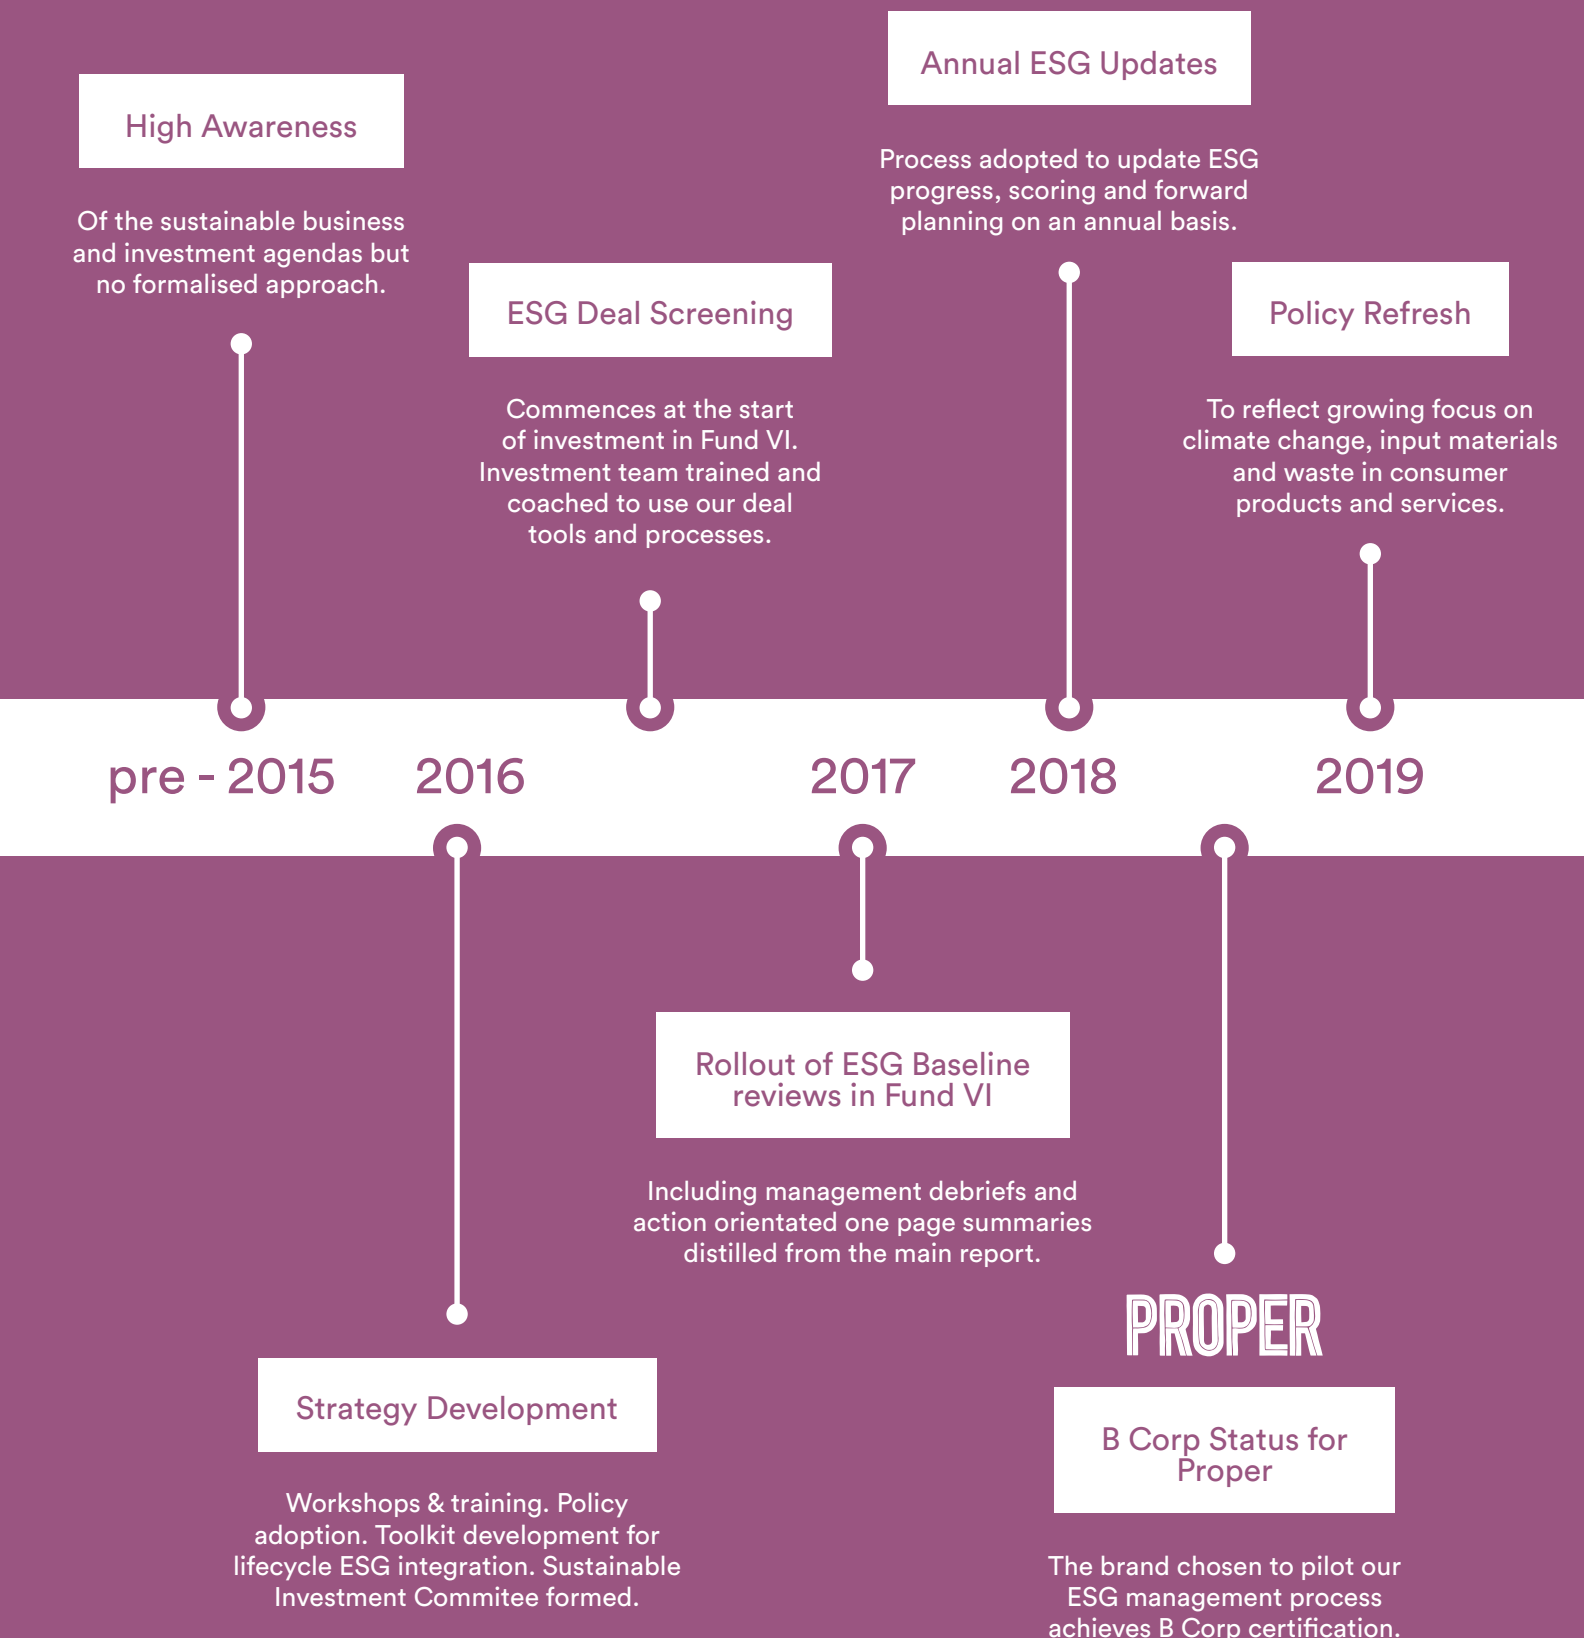 High Awareness
Of the sustainable business
and investment agendas but
no formalised approach.
ESG Deal Screening
Commences at the start
of investment in Fund VI.
Investment team trained and
coached to use our deal
tools and processes.
Annual ESG Updates
Process adopted to update ESG
progress, scoring and forward
planning on an annual basis.
Policy Refresh
To reflect growing focus on
climate change, input materials
and waste in consumer
products and services.
pre - 2015
2016
2017
2018
2019
Strategy Development
Workshops & training. Policy
adoption. Toolkit development for
lifecycle ESG integration. Sustainable
Investment Commitee formed.
Rollout of ESG Baseline
reviews in Fund VI
Including management debriefs and
action orientated one page summaries
distilled from the main report.
PROPER
B Corp Status for
Proper
The brand chosen to pilot our
ESG management process
achieves B Corp certification.